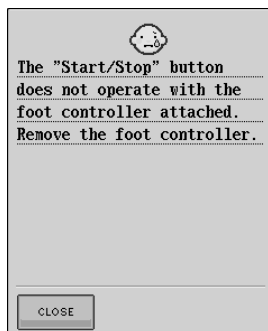 The "Start/Stop" button
does not operate with the
foot controller attached.
Remove the foot controller.
CLOSE